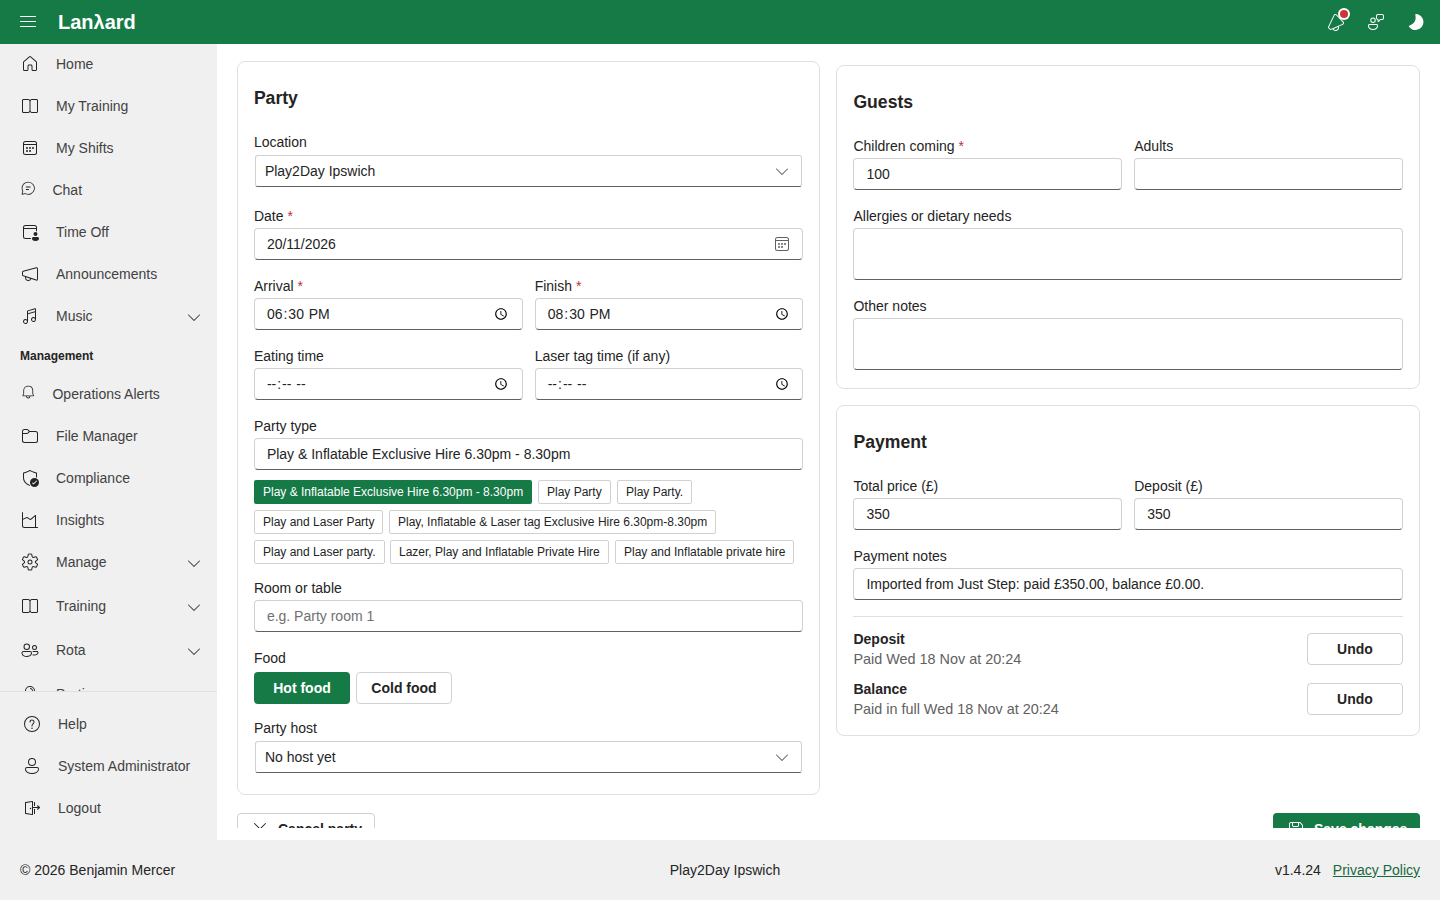 Lanλard
Home
My Training
My Shifts
Chat
Time Off
Announcements
Music
Management
Operations Alerts
File Manager
Compliance
Insights
Manage
Training
Rota
Help
System Administrator
Logout
Party
Location
Play2Day Ipswich
Date *
20/11/2026
Arrival *
Finish *
06:30 PM
08:30 PM
Eating time
Laser tag time (if any)
--:-- --
--:-- --
Party type
Play & Inflatable Exclusive Hire 6.30pm - 8.30pm
Play & Inflatable Exclusive Hire 6.30pm - 8.30pm
Play Party
Play Party.
Play and Laser Party
Play, Inflatable & Laser tag Exclusive Hire 6.30pm-8.30pm
Play and Laser party.
Lazer, Play and Inflatable Private Hire
Play and Inflatable private hire
Room or table
e.g. Party room 1
Food
Hot food
Cold food
Party host
No host yet
Cancel party
Guests
Children coming *
Adults
100
Allergies or dietary needs
Other notes
Payment
Total price (£)
Deposit (£)
350
350
Payment notes
Imported from Just Step: paid £350.00, balance £0.00.
Deposit
Paid Wed 18 Nov at 20:24
Undo
Balance
Paid in full Wed 18 Nov at 20:24
Undo
Save changes
© 2026 Benjamin Mercer
Play2Day Ipswich
v1.4.24
Privacy Policy